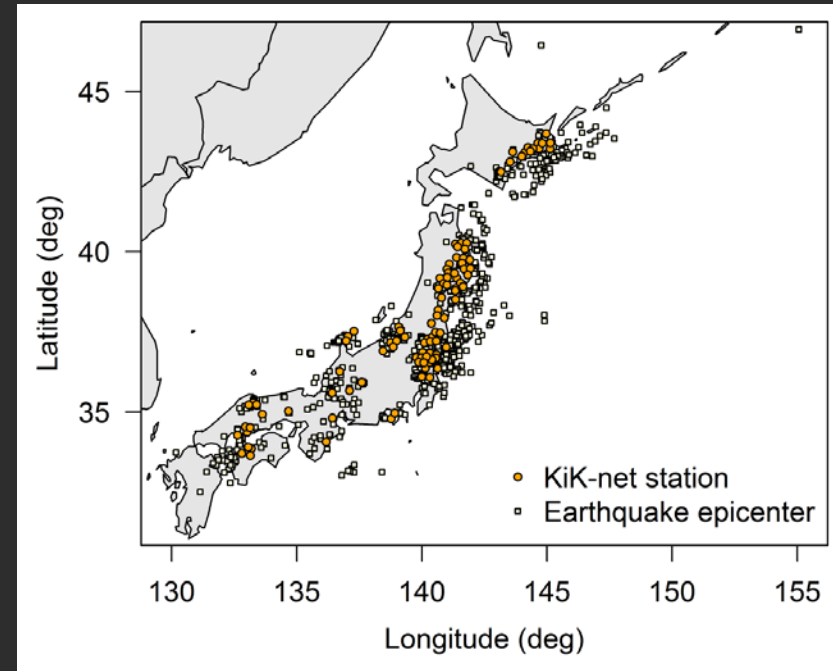 45
40
35
Latitude (deg)
KiK-net station
Earthquake epicenter
130 135 140 145 150 155
Longitude (deg)